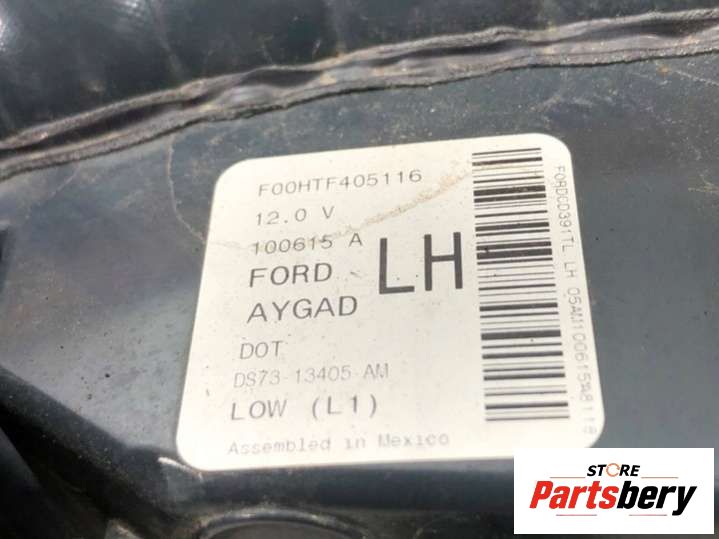 F00HTF405116
12.0 V
100615 A
FORD
LH
AYGAD
DOT
DS73-13405-AM
LOW (L1)
Assembled in Mexico
STORE
Partsbery